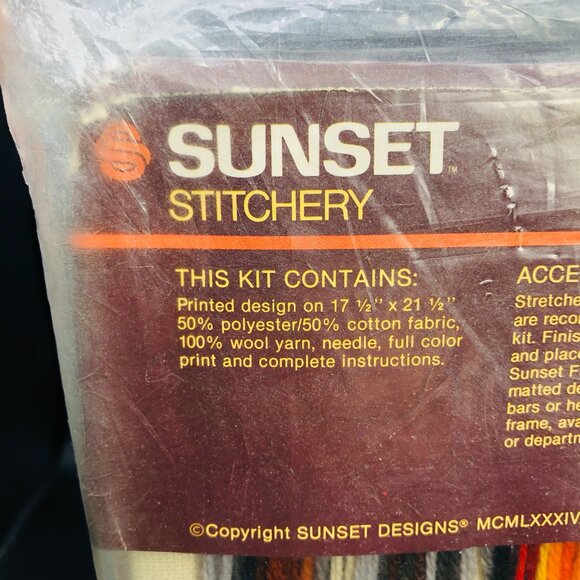 SUNSET™
STITCHERY
THIS KIT CONTAINS:
Printed design on 17 ½" x 21 ½"
50% polyester/50% cotton fabric,
100% wool yarn, needle, full color
print and complete instructions.
ACCE
Stretche
are reco
kit. Finis
and place
Sunset F
matted de
bars or he
frame, ava
or departm
©Copyright SUNSET DESIGNS® MCMLXXXIV